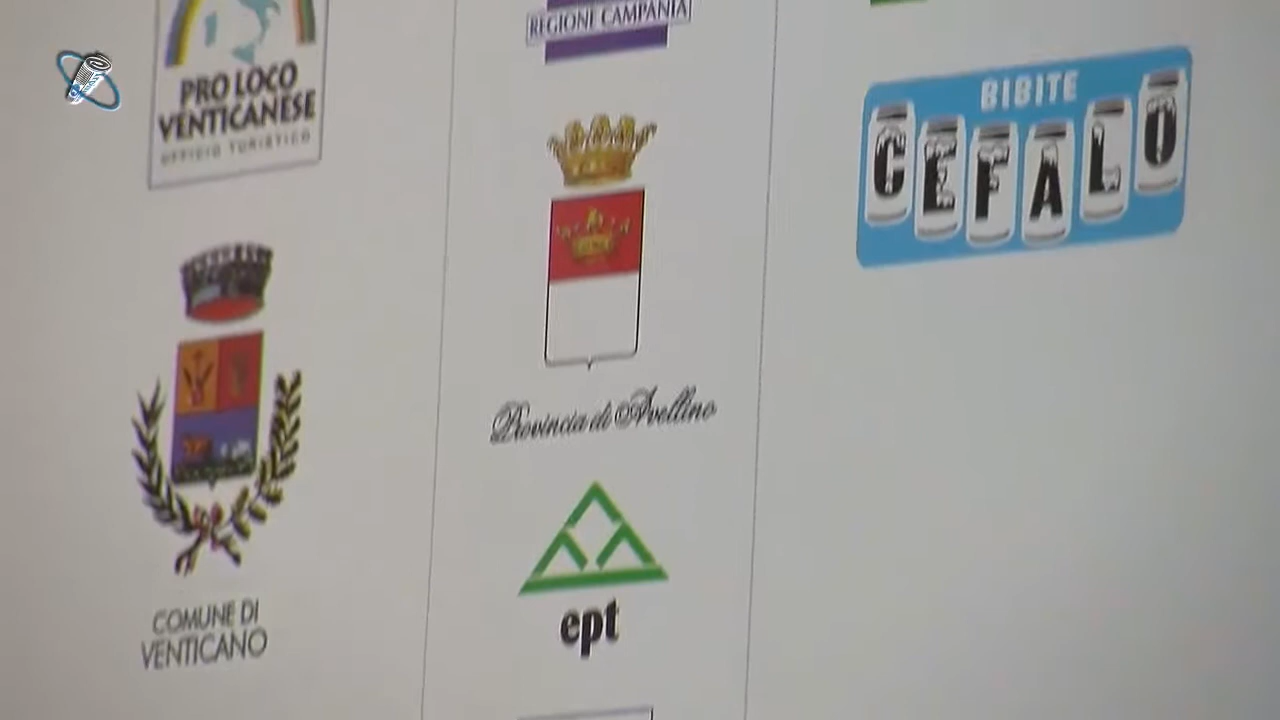 PRO LOCO
VENTICANESE
UFFICIO TURISTICO
COMUNE DI
VENTICANO
REGIONE CAMPANIA
Provincia di Avellino
ept
BIBITE
CEFALO